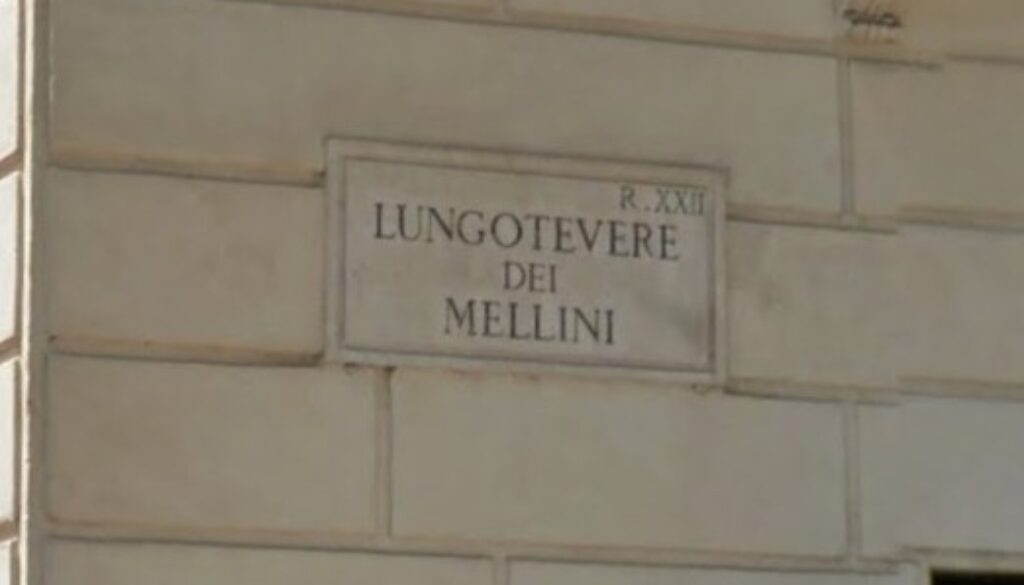 R. XXII
LUNGOTEVERE
DEI
MELLINI